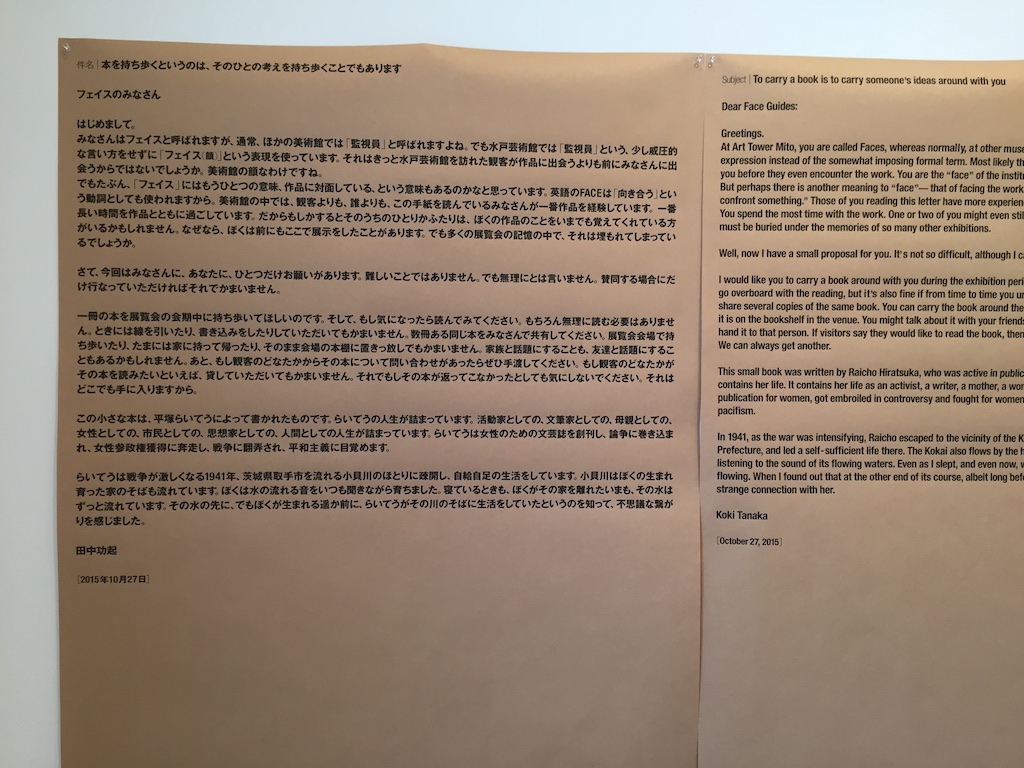 件名｜本を持ち歩くというのは、そのひとの考えを持ち歩くことでもあります
フェイスのみなさん
はじめまして。
みなさんはフェイスと呼ばれますが、通常、ほかの美術館では「監視員」と呼ばれますよね。でも水戸芸術館では「監視員」という、少し威圧的
な言い方をせずに「フェイス（顔）」という表現を使っています。それはきっと水戸芸術館を訪れた観客が作品に出会うよりも前にみなさんに出
会うからではないでしょうか。美術館の顔なわけですね。
でもたぶん、「フェイス」にはもうひとつの意味、作品に対面している、という意味もあるのかなと思っています。英語のFACEは「向き合う」とい
う動詞としても使われますから。美術館の中では、観客よりも、誰よりも、この手紙を読んでいるみなさんが一番作品を経験しています。一番
長い時間を作品とともに過ごしています。だからもしかするとそのうちのひとりかふたりは、ぼくの作品のことをいまでも覚えてくれている方
がいるかもしれません。なぜなら、ぼくは前にもここで展示をしたことがあります。でも多くの展覧会の記憶の中で、それは埋もれてしまってい
るでしょうか。
さて、今回はみなさんに、あなたに、ひとつだけお願いがあります。難しいことではありません。でも無理にとは言いません。賛同する場合にだ
け行なっていただければそれでかまいません。
一冊の本を展覧会の会期中に持ち歩いてほしいのです。そして、もし気になったら読んでみてください。もちろん無理に読む必要はありませ
ん。ときには線を引いたり、書き込みをしたりしていただいてもかまいません。数冊ある同じ本をみなさんで共有してください。展覧会会場で持
ち歩いたり、たまには家に持って帰ったり、そのまま会場の本棚に置きっ放しでもかまいません。家族と話題にすることも、友達と話題にするこ
ともあるかもしれません。あと、もし観客のどなたかからその本について問い合わせがあったらぜひ手渡してください。もし観客のどなたかが
その本を読みたいといえば、貸していただいてもかまいません。それでもしその本が返ってこなかったとしても気にしないでください。それは
どこでも手に入りますから。
この小さな本は、平塚らいてうによって書かれたものです。らいてうの人生が詰まっています。活動家としての、文筆家としての、母親としての、
女性としての、市民としての、思想家としての、人間としての人生が詰まっています。らいてうは女性のための文芸誌を創刊し、論争に巻き込ま
れ、女性参政権獲得に奔走し、戦争に翻弄され、平和主義に目覚めます。
らいてうは戦争が激しくなる1941年、茨城県取手市を流れる小貝川のほとりに疎開し、自給自足の生活をしています。小貝川はぼくの生まれ
育った家のそばも流れています。ぼくは水の流れる音をいつも聞きながら育ちました。寝ているときも、ぼくがその家を離れたいまも、その水は
ずっと流れています。その水の先に、でもぼくが生まれる遥か前に、らいてうがその川のそばに生活をしていたというのを知って、不思議な繋が
りを感じました。
田中功起
［2015年10月27日］
Subject｜To carry a book is to carry someone's ideas around with you
Dear Face Guides:
Greetings.
At Art Tower Mito, you are called Faces, whereas normally, at other muse
expression instead of the somewhat imposing formal term. Most likely th
you before they even encounter the work. You are the “face” of the instit
But perhaps there is another meaning to “face”— that of facing the work
confront something.” Those of you reading this letter have more experien
You spend the most time with the work. One or two of you might even stil
must be buried under the memories of so many other exhibitions.
Well, now I have a small proposal for you. It's not so difficult, although I c
I would like you to carry a book around with you during the exhibition peri
go overboard with the reading, but it's also fine if from time to time you un
share several copies of the same book. You can carry the book around the
it is on the bookshelf in the venue. You might talk about it with your friends
hand it to that person. If visitors say they would like to read the book, then
We can always get another.
This small book was written by Raicho Hiratsuka, who was active in public
contains her life. It contains her life as an activist, a writer, a mother, a wom
publication for women, got embroiled in controversy and fought for women
pacifism.
In 1941, as the war was intensifying, Raicho escaped to the vicinity of the K
Prefecture, and led a self-sufficient life there. The Kokai also flows by the h
listening to the sound of its flowing waters. Even as I slept, and even now, w
flowing. When I found out that at the other end of its course, albeit long befo
strange connection with her.
Koki Tanaka
［October 27, 2015］